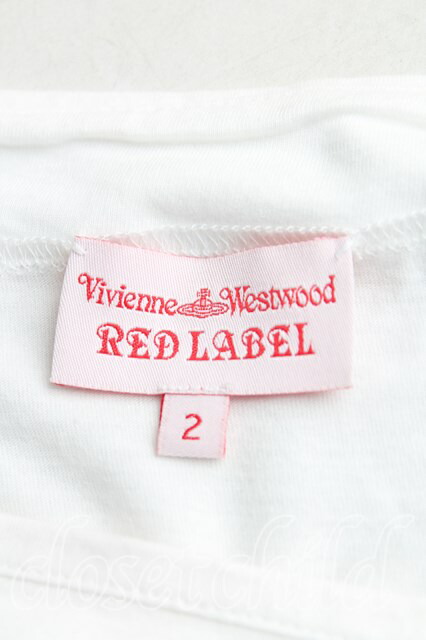 Vivienne Westwood
RED LABEL
2
closetchild